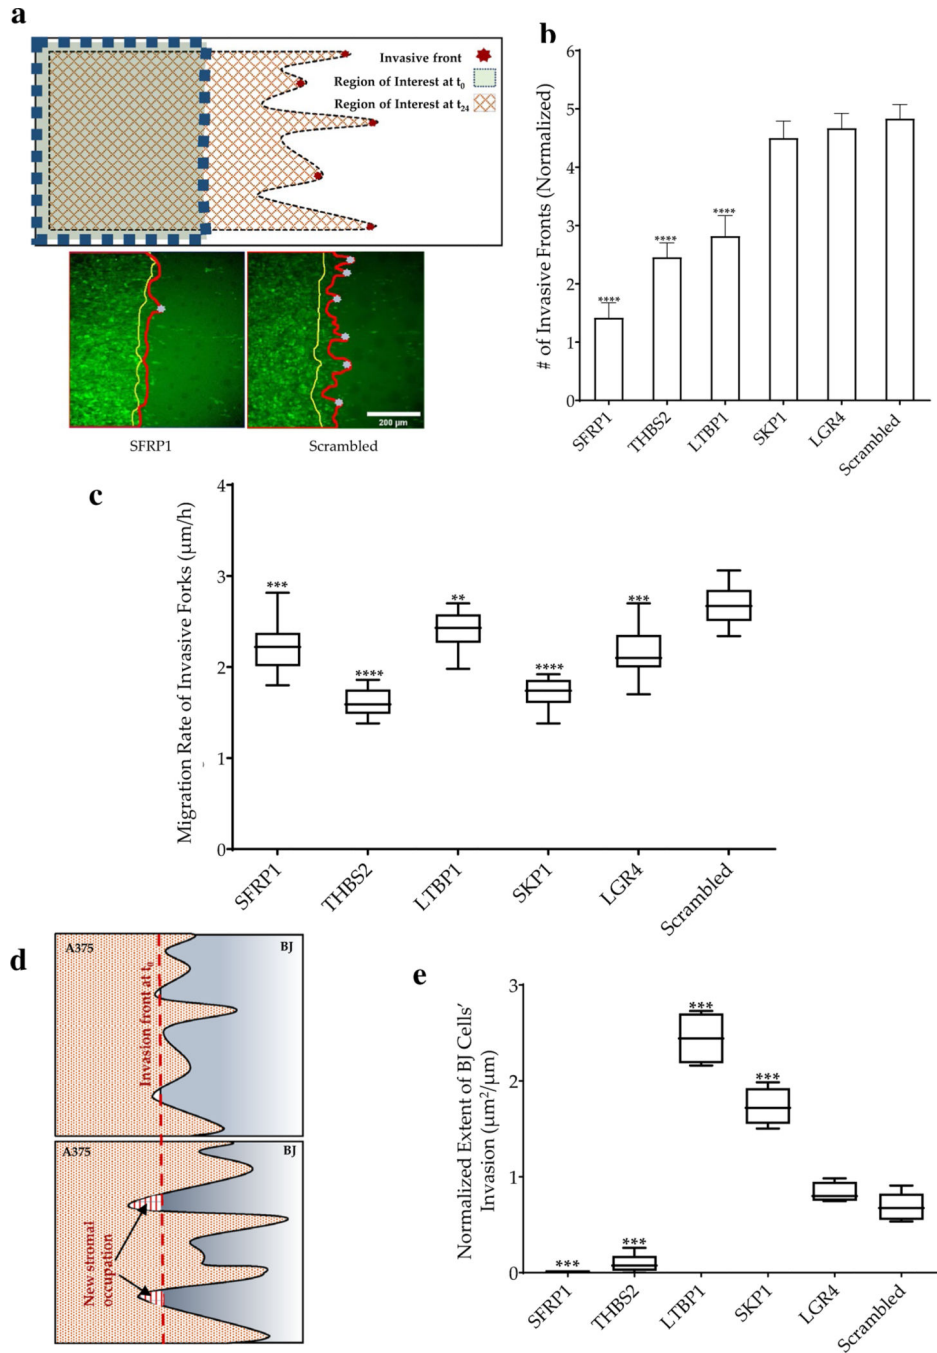 a
Invasive front
Region of Interest at t0
Region of Interest at t24
200 µm
SFRP1
Scrambled
b
# of Invasive Fronts (Normalized)
6
5
4
3
2
1
0
****
****
****
SFRP1
THBS2
LTBP1
SKP1
LGR4
Scrambled
c
Migration Rate of Invasive Forks (µm/h)
4
3
2
1
0
***
****
**
****
***
SFRP1
THBS2
LTBP1
SKP1
LGR4
Scrambled
d
A375
BJ
Invasion front at t0
A375
BJ
New stromal
occupation
e
Normalized Extent of BJ Cells'
Invasion (µm²/µm)
3
2
1
0
***
***
***
***
SFRP1
THBS2
LTBP1
SKP1
LGR4
Scrambled